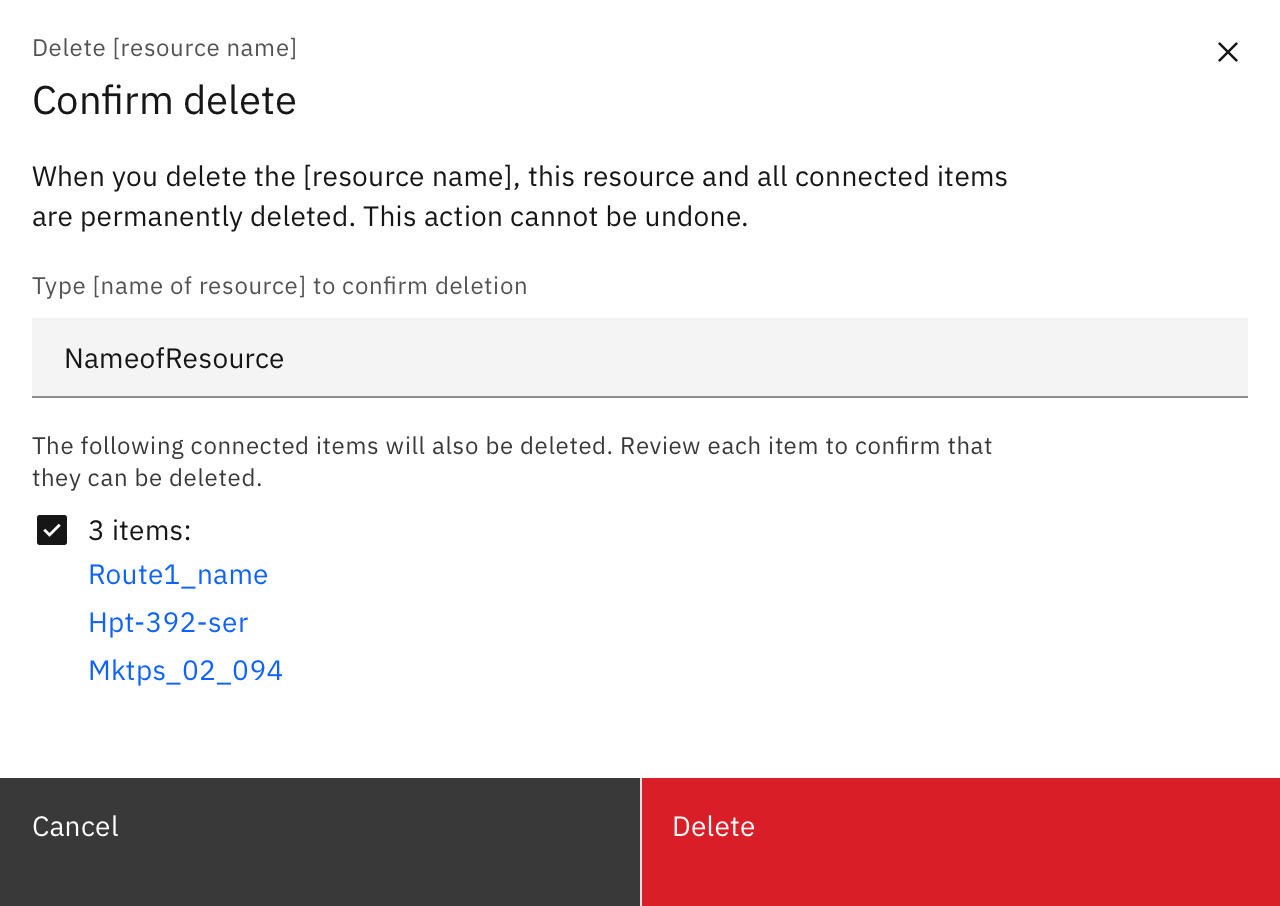 Delete [resource name]
Confirm delete
When you delete the [resource name], this resource and all connected items
are permanently deleted. This action cannot be undone.
Type [name of resource] to confirm deletion
NameofResource
The following connected items will also be deleted. Review each item to confirm that
they can be deleted.
3 items:
Route1_name
Hpt-392-ser
Mktps_02_094
Cancel
Delete